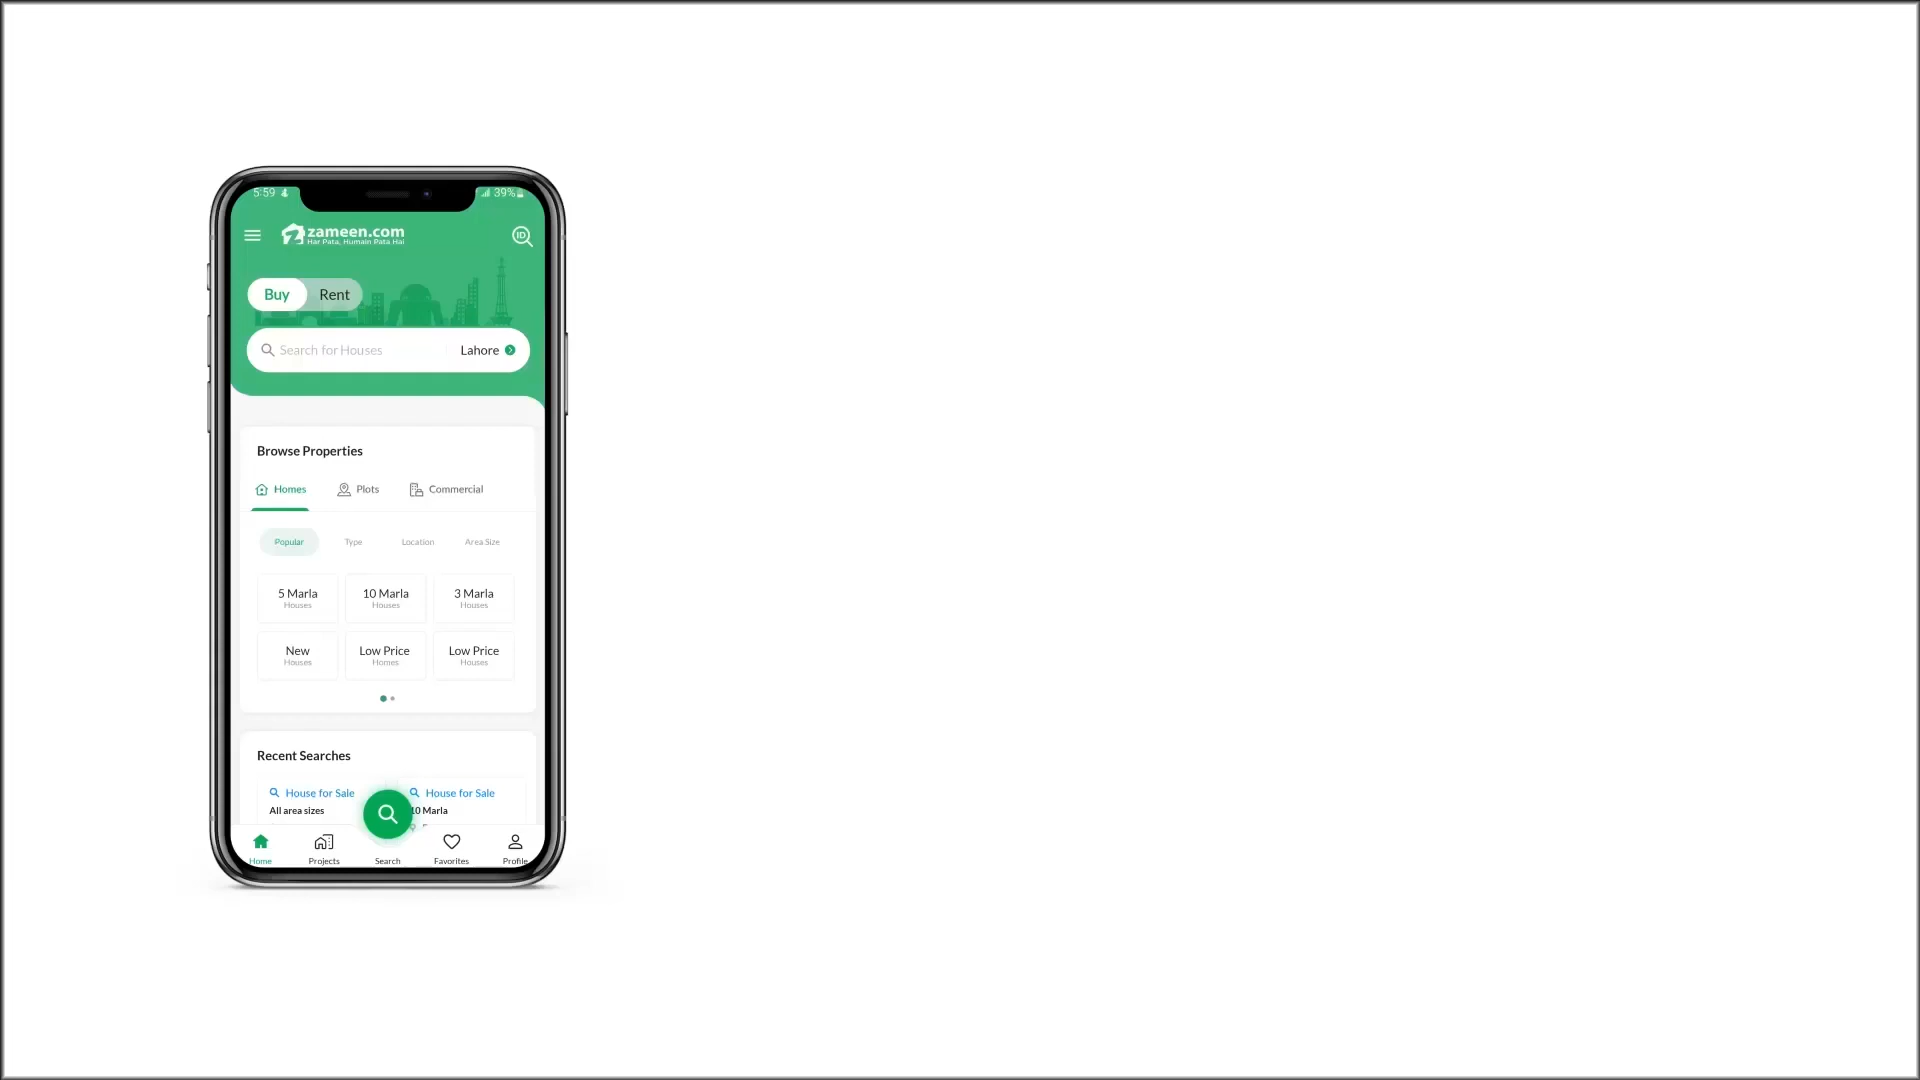 5:59 39%
zameen.com
Har Pata, Humain Pata Hai
ID
Buy Rent
Search for Houses Lahore
Browse Properties
Homes Plots Commercial
Popular Type Location Area Size
5 Marla 10 Marla 3 Marla
Houses Houses Houses
New Low Price Low Price
Houses Homes Houses
Recent Searches
House for Sale House for Sale
All area sizes 10 Marla
Home Projects Search Favorites Profile